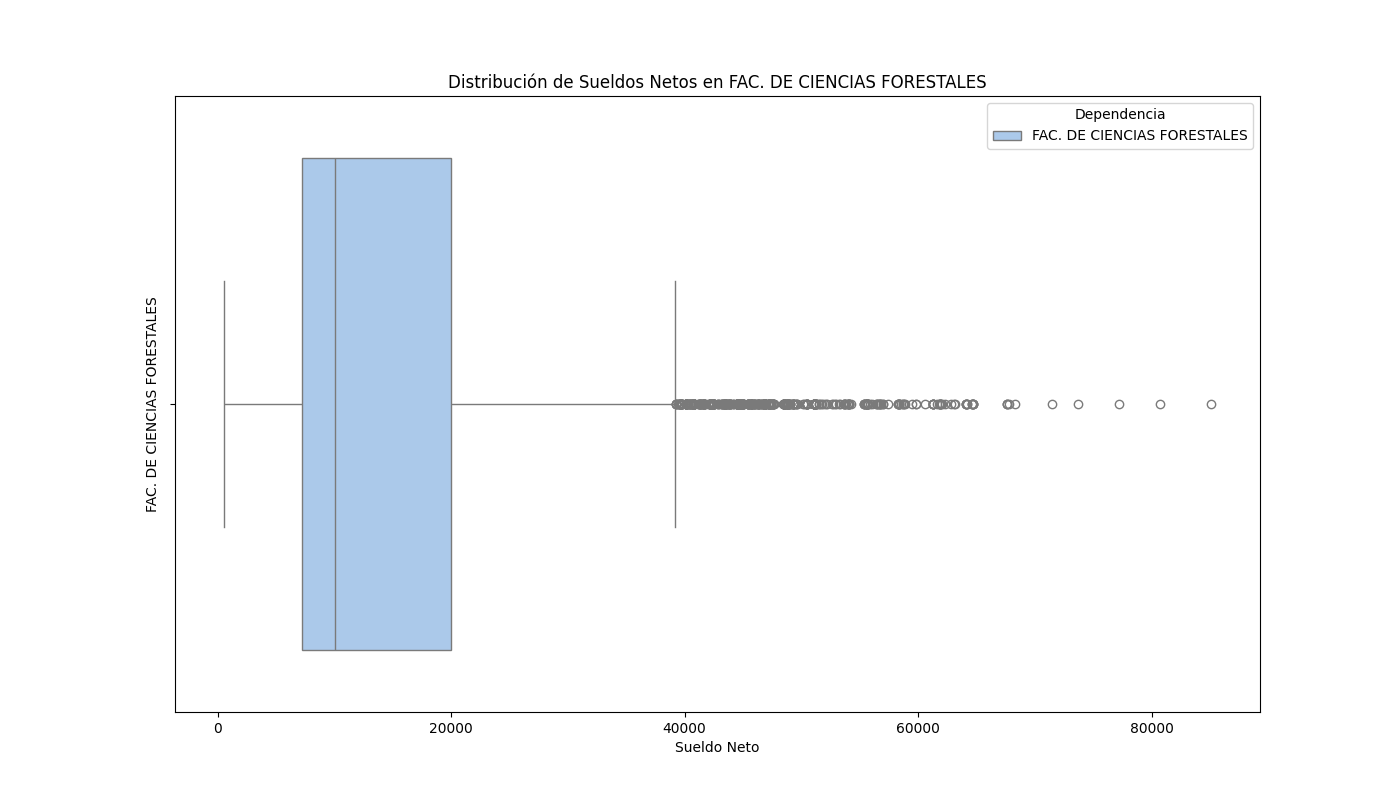 Distribución de Sueldos Netos en FAC. DE CIENCIAS FORESTALES
Dependencia
FAC. DE CIENCIAS FORESTALES
FAC. DE CIENCIAS FORESTALES
0 20000 40000 60000 80000
Sueldo Neto